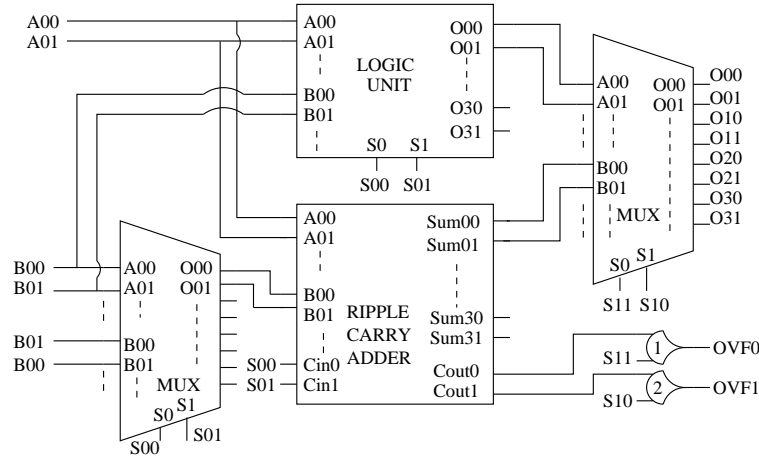 A00
A01
B00
B01
B01
B00
A00
A01
B00
B01
LOGIC
UNIT
O00
O01
O30
O31
S0 S1
S00 S01
A00
A01
B00
B01
MUX
O00
O01
S0 S1
S11 S10
O00
O01
O10
O11
O20
O21
O30
O31
A00
A01
B00
B01
MUX
O00
O01
S0 S1
S00 S01
A00
A01
B00
B01
S00 Cin0
S01 Cin1
RIPPLE
CARRY
ADDER
Sum00
Sum01
Sum30
Sum31
Cout0
Cout1
S11 1 OVF0
S10 2 OVF1